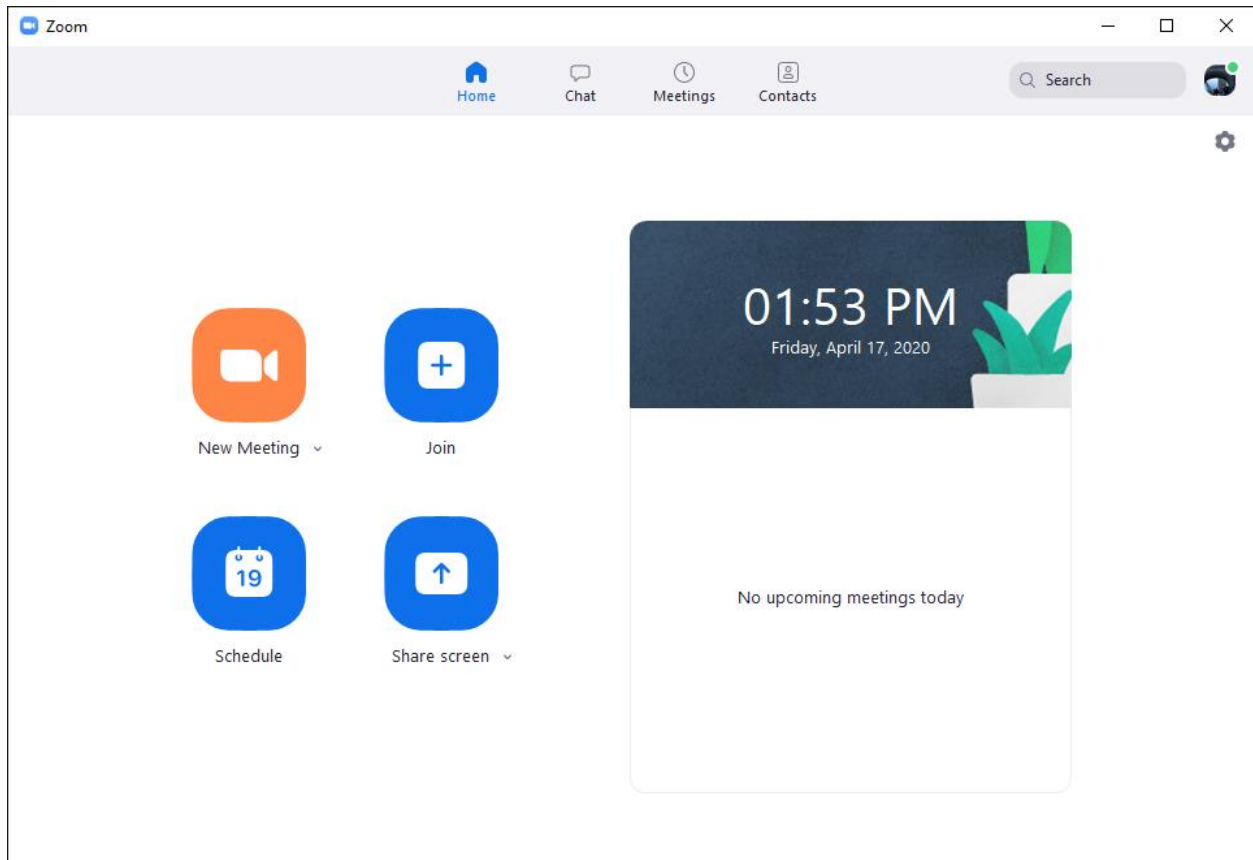 Zoom
Home
Chat
Meetings
Contacts
Search
01:53 PM
Friday, April 17, 2020
New Meeting
Join
19
Schedule
Share screen
No upcoming meetings today